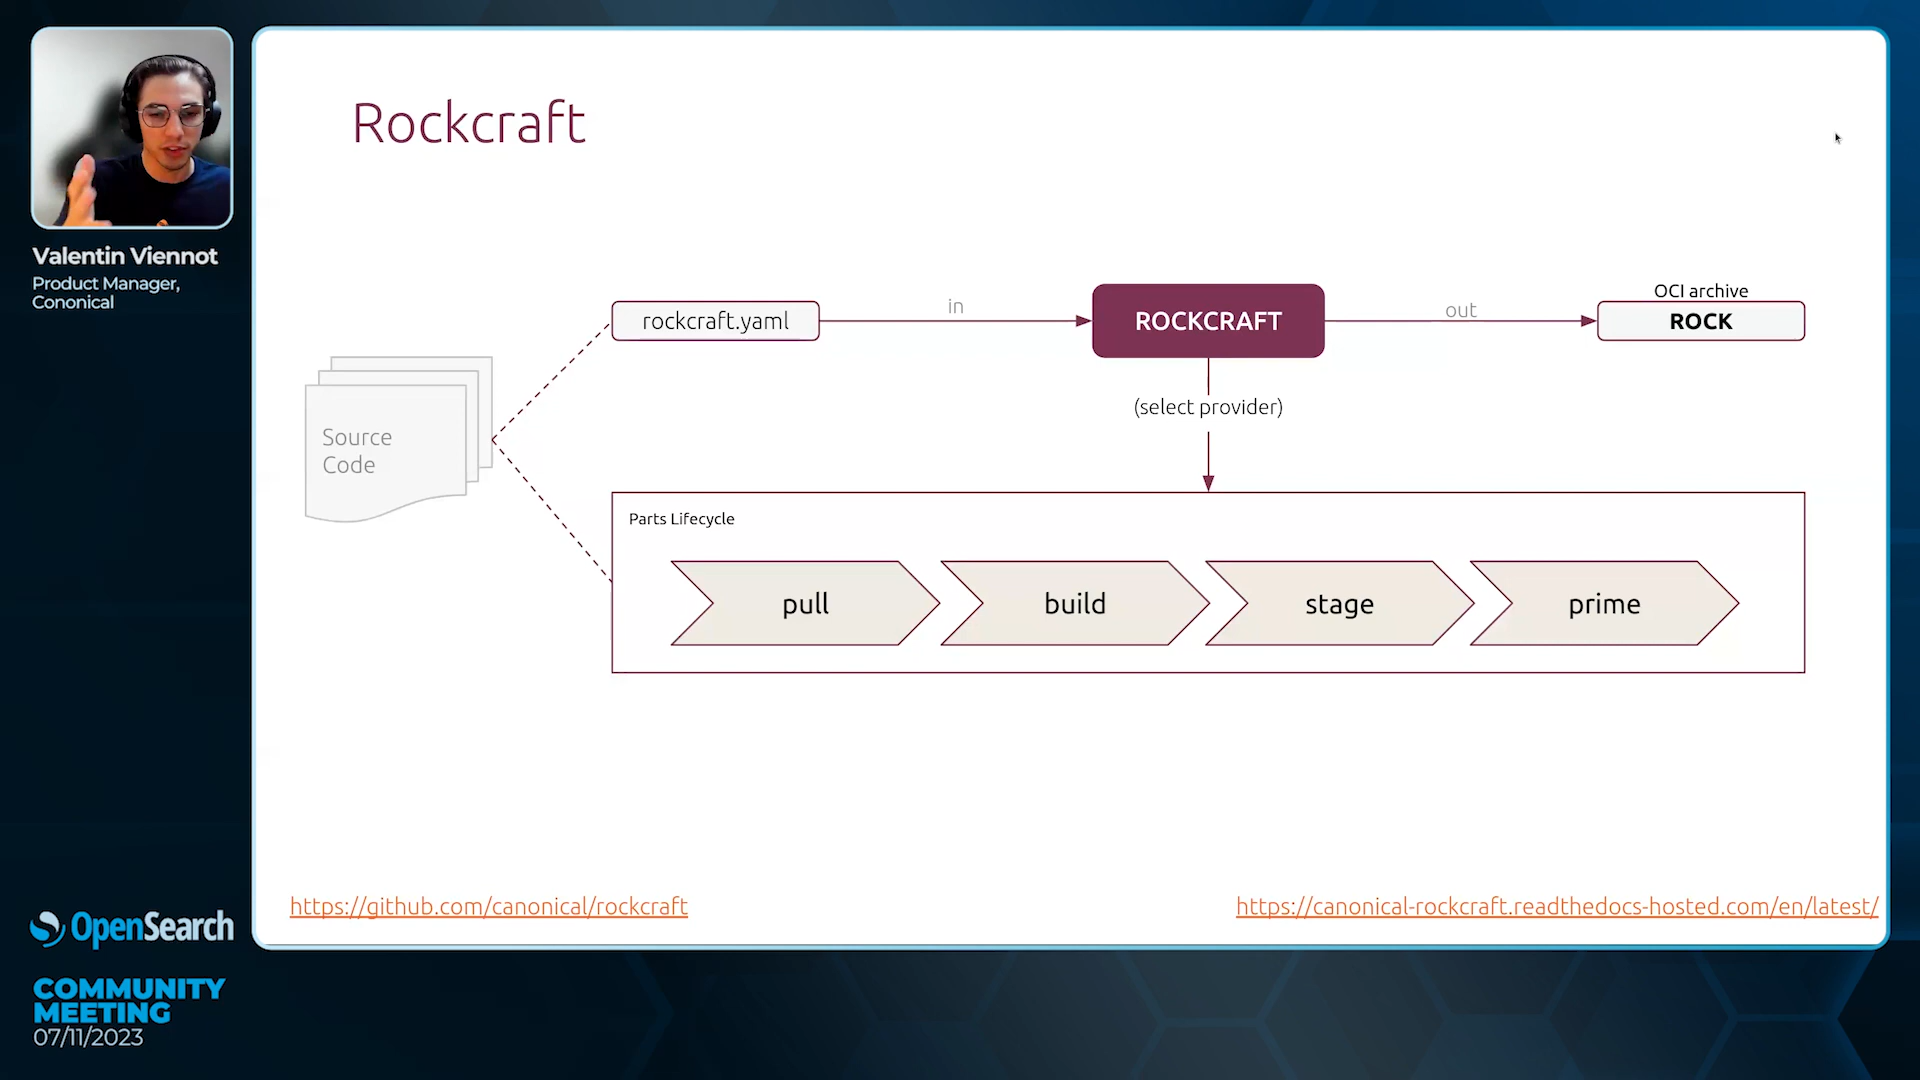 Valentin Viennot
Product Manager,
Cononical
Rockcraft
rockcraft.yaml
in
ROCKCRAFT
out
OCI archive
ROCK
(select provider)
Source
Code
Parts Lifecycle
pull
build
stage
prime
https://github.com/canonical/rockcraft
https://canonical-rockcraft.readthedocs-hosted.com/en/latest/
OpenSearch
COMMUNITY
MEETING
07/11/2023